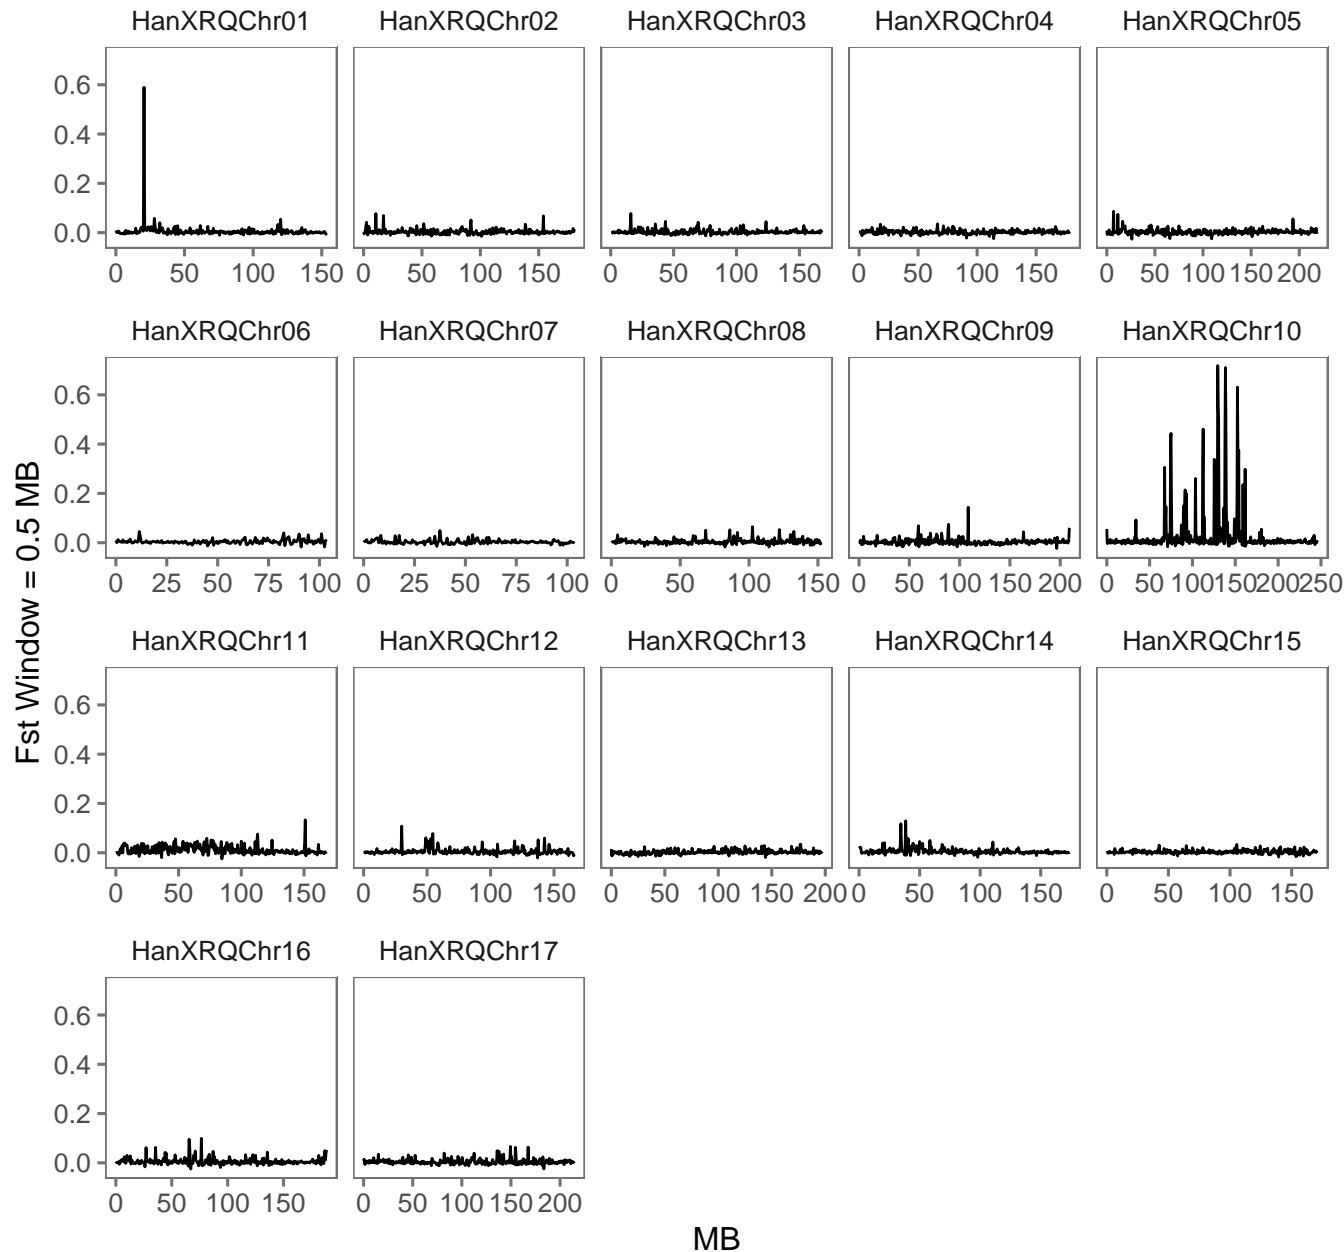 HanXRQChr01 HanXRQChr02 HanXRQChr03 HanXRQChr04 HanXRQChr05
0.6
0.4
0.2
0.0
0 50 100 150 0 50 100 150 0 50 100 150 0 50 100 150 0 50 100 150 200
HanXRQChr06 HanXRQChr07 HanXRQChr08 HanXRQChr09 HanXRQChr10
0.6
0.4
0.2
0.0
0 25 50 75 100 0 25 50 75 100 0 50 100 150 0 50 100 150 200 0 50 100 150 200 250
Fst Window = 0.5 MB
HanXRQChr11 HanXRQChr12 HanXRQChr13 HanXRQChr14 HanXRQChr15
0.6
0.4
0.2
0.0
0 50 100 150 0 50 100 150 0 50 100 150 200 0 50 100 150 0 50 100 150
HanXRQChr16 HanXRQChr17
0.6
0.4
0.2
0.0
0 50 100 150 0 50 100 150 200
MB